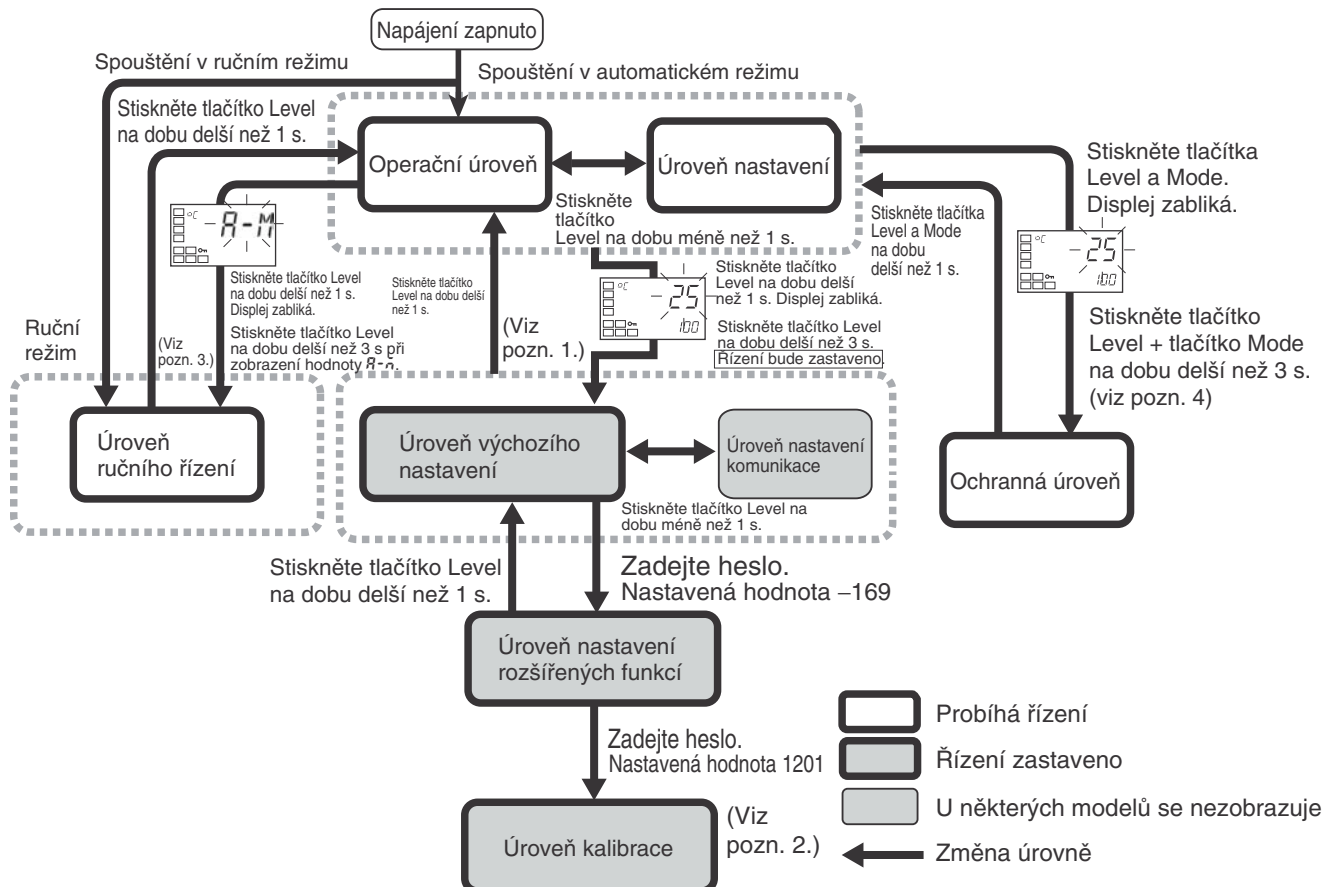 Napájení zapnuto
Spouštění v ručním režimu
Spouštění v automatickém režimu
Stiskněte tlačítko Level
na dobu delší než 1 s.
Operační úroveň
Úroveň nastavení
Stiskněte
tlačítko
Level na dobu méně než 1 s.
Stiskněte tlačítka
Level a Mode.
Displej zabliká.
Stiskněte tlačítka
Level a Mode
na dobu
delší než 1 s.
°C
A-M
Stiskněte tlačítko Level
na dobu delší než 1 s.
Displej zabliká.
Stiskněte tlačítko Level
na dobu delší než 3 s při
zobrazení hodnoty
Stiskněte tlačítko
Level na dobu delší
než 1 s.
(Viz
pozn. 1.)
°C
25
100
Stiskněte tlačítko
Level na dobu delší
než 1 s. Displej zabliká.
Stiskněte tlačítko Level
na dobu delší než 3 s.
Řízení bude zastaveno.
°C
25
100
Stiskněte tlačítko
Level + tlačítko Mode
na dobu delší než 3 s.
(viz pozn. 4)
Ruční
režim
(Viz
pozn. 3.)
Úroveň
ručního řízení
Úroveň výchozího
nastavení
Úroveň nastavení
komunikace
Stiskněte tlačítko Level na
dobu méně než 1 s.
Ochranná úroveň
Stiskněte tlačítko Level
na dobu delší než 1 s.
Zadejte heslo.
Nastavená hodnota –169
Úroveň nastavení
rozšířených funkcí
Zadejte heslo.
Nastavená hodnota 1201
Úroveň kalibrace
(Viz
pozn. 2.)
Probíhá řízení
Řízení zastaveno
U některých modelů se nezobrazuje
Změna úrovně